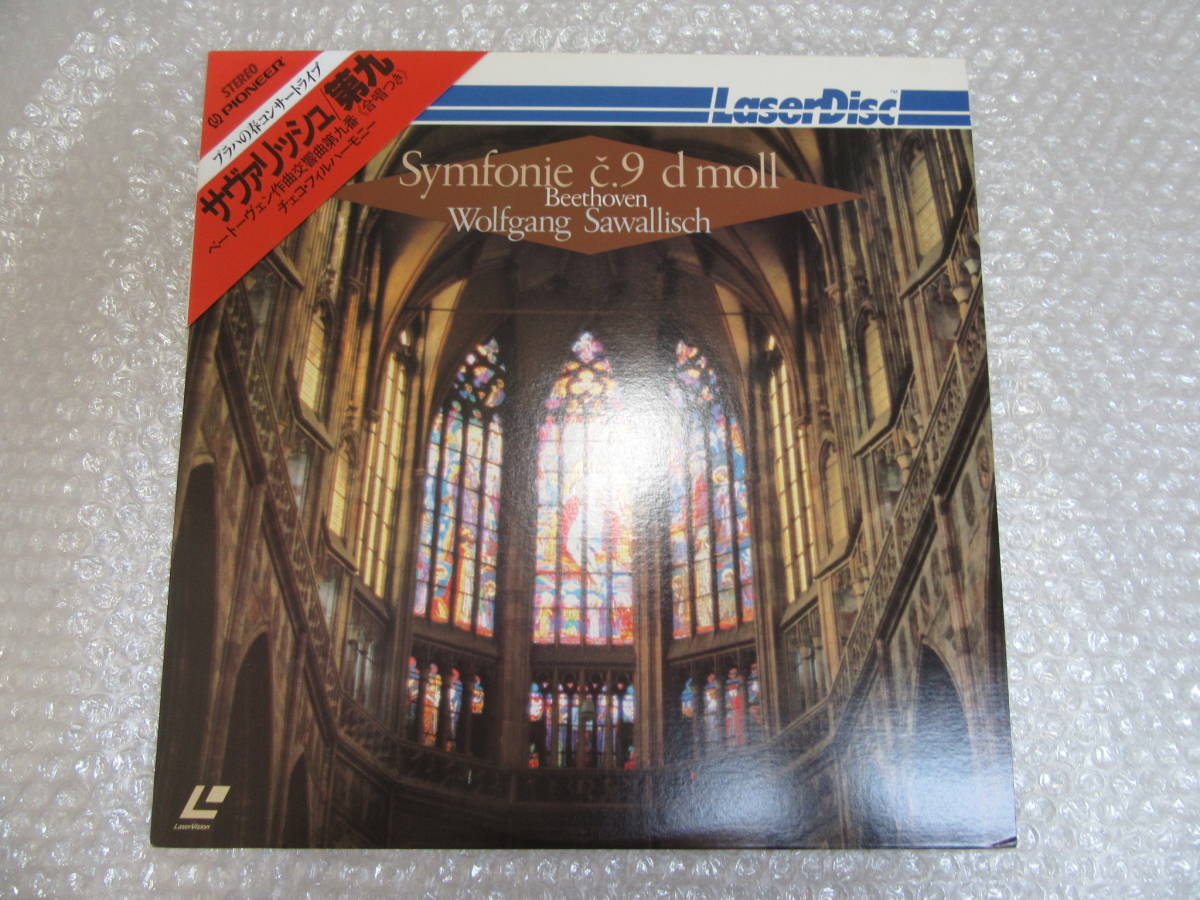 STEREO
PIONEER
プラハの春コンサートライブ
サヴァリッシュ/第九
ベートーヴェン作曲交響曲第九番《合唱つき》
チェコ・フィルハーモニー
LaserDisc™
Symfonie č.9 d moll
Beethoven
Wolfgang Sawallisch
LaserVision